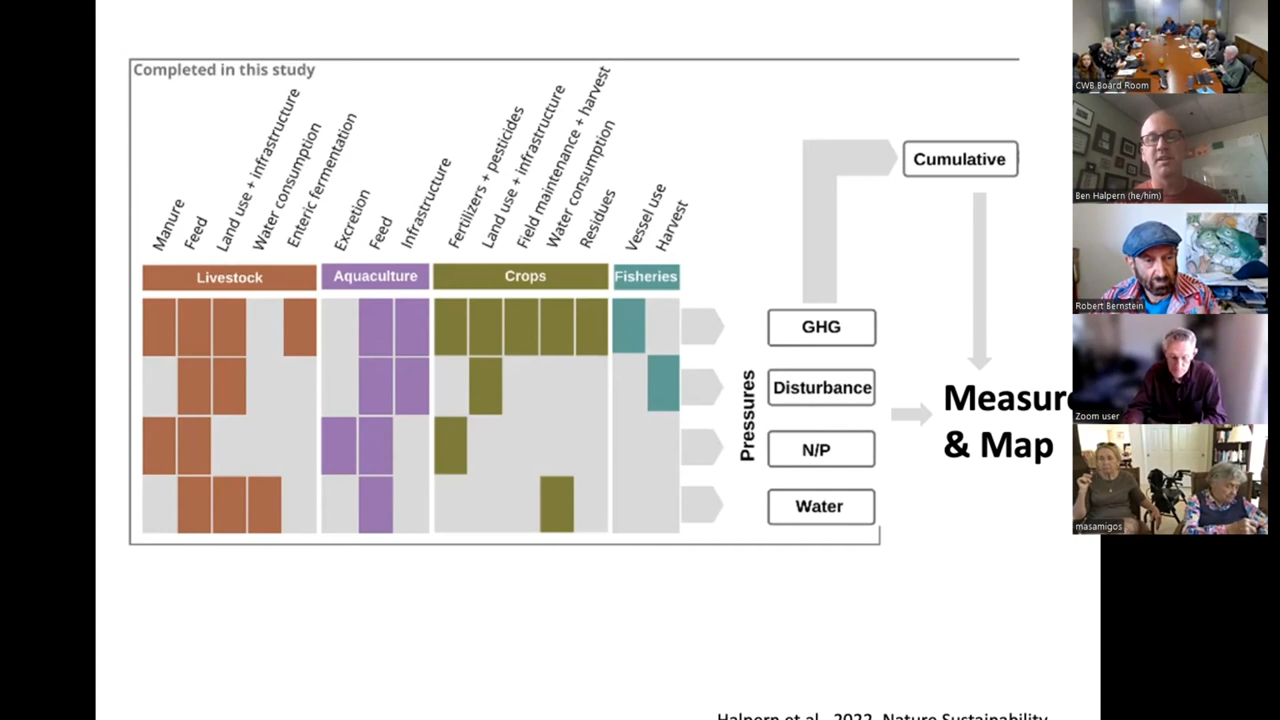 Completed in this study
Manure
Feed
Land use + infrastructure
Water consumption
Enteric fermentation
Excretion
Feed
Infrastructure
Fertilizers + pesticides
Land use + infrastructure
Field maintenance + harvest
Water consumption
Residues
Vessel use
Harvest
Livestock
Aquaculture
Crops
Fisheries
Pressures
GHG
Disturbance
N/P
Water
Cumulative
Measure
& Map
Halpern et al., 2022, Nature Sustainability
CWB Board Room
Ben Halpern (he/him)
Robert Bernstein
Zoom user
masamigos